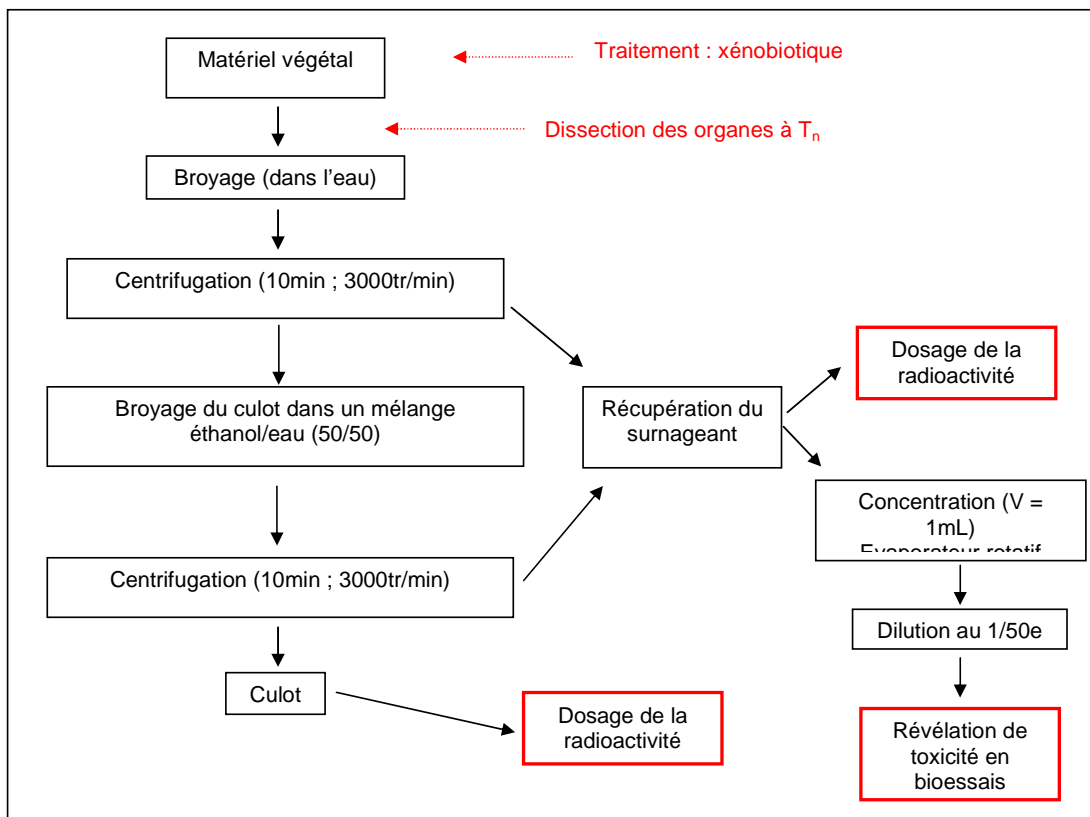 Matériel végétal
Traitement : xénobiotique
Dissection des organes à Tn
Broyage (dans l'eau)
Centrifugation (10min ; 3000tr/min)
Broyage du culot dans un mélange
éthanol/eau (50/50)
Centrifugation (10min ; 3000tr/min)
Culot
Dosage de la
radioactivité
Récupération du
surnageant
Dosage de la
radioactivité
Concentration (V =
1mL)
Evaporateur rotatif
Dilution au 1/50e
Révélation de
toxicité en
bioessais